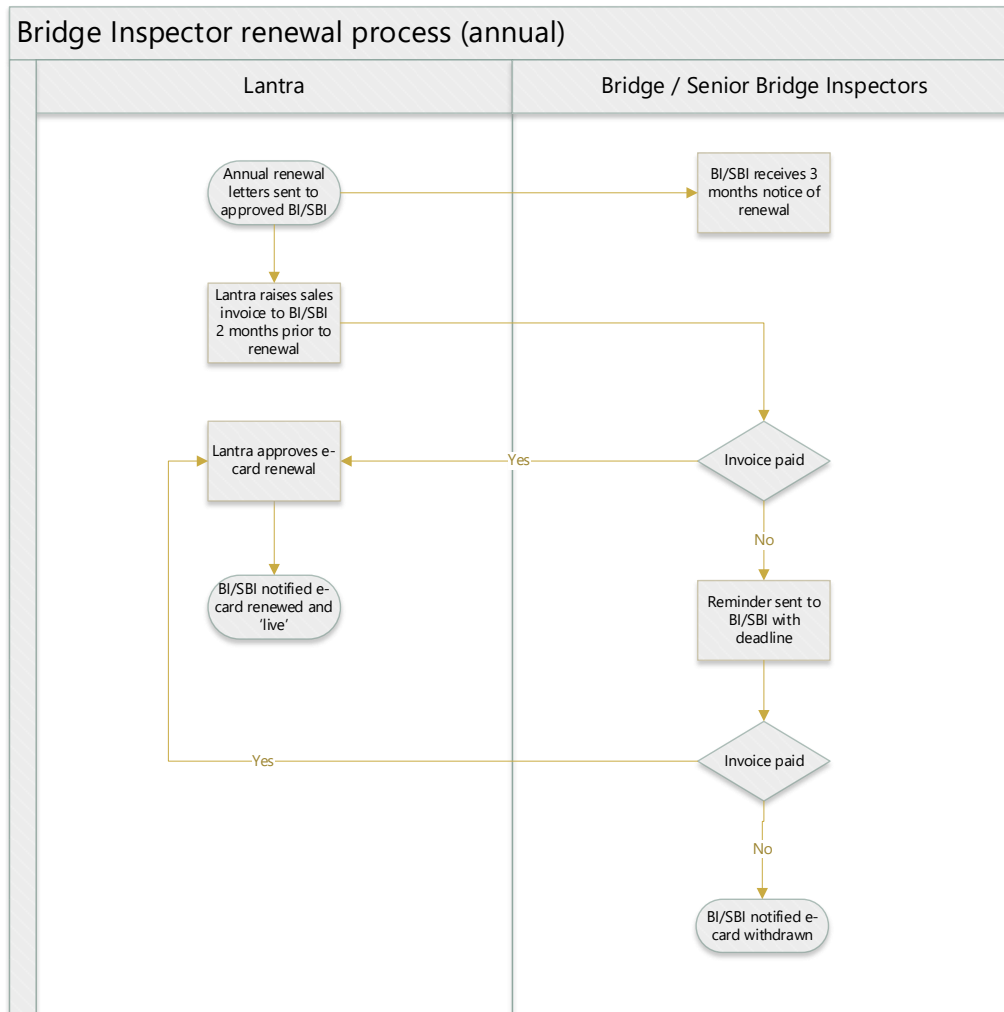 Bridge Inspector renewal process (annual)
Lantra
Bridge / Senior Bridge Inspectors
Annual renewal
letters sent to
approved BI/SBI
BI/SBI receives 3
months notice of
renewal
Lantra raises sales
invoice to BI/SBI
2 months prior to
renewal
Lantra approves e-
card renewal
Yes
Invoice paid
No
BI/SBI notified e-
card renewed and
‘live’
Reminder sent to
BI/SBI with
deadline
Yes
Invoice paid
No
BI/SBI notified e-
card withdrawn